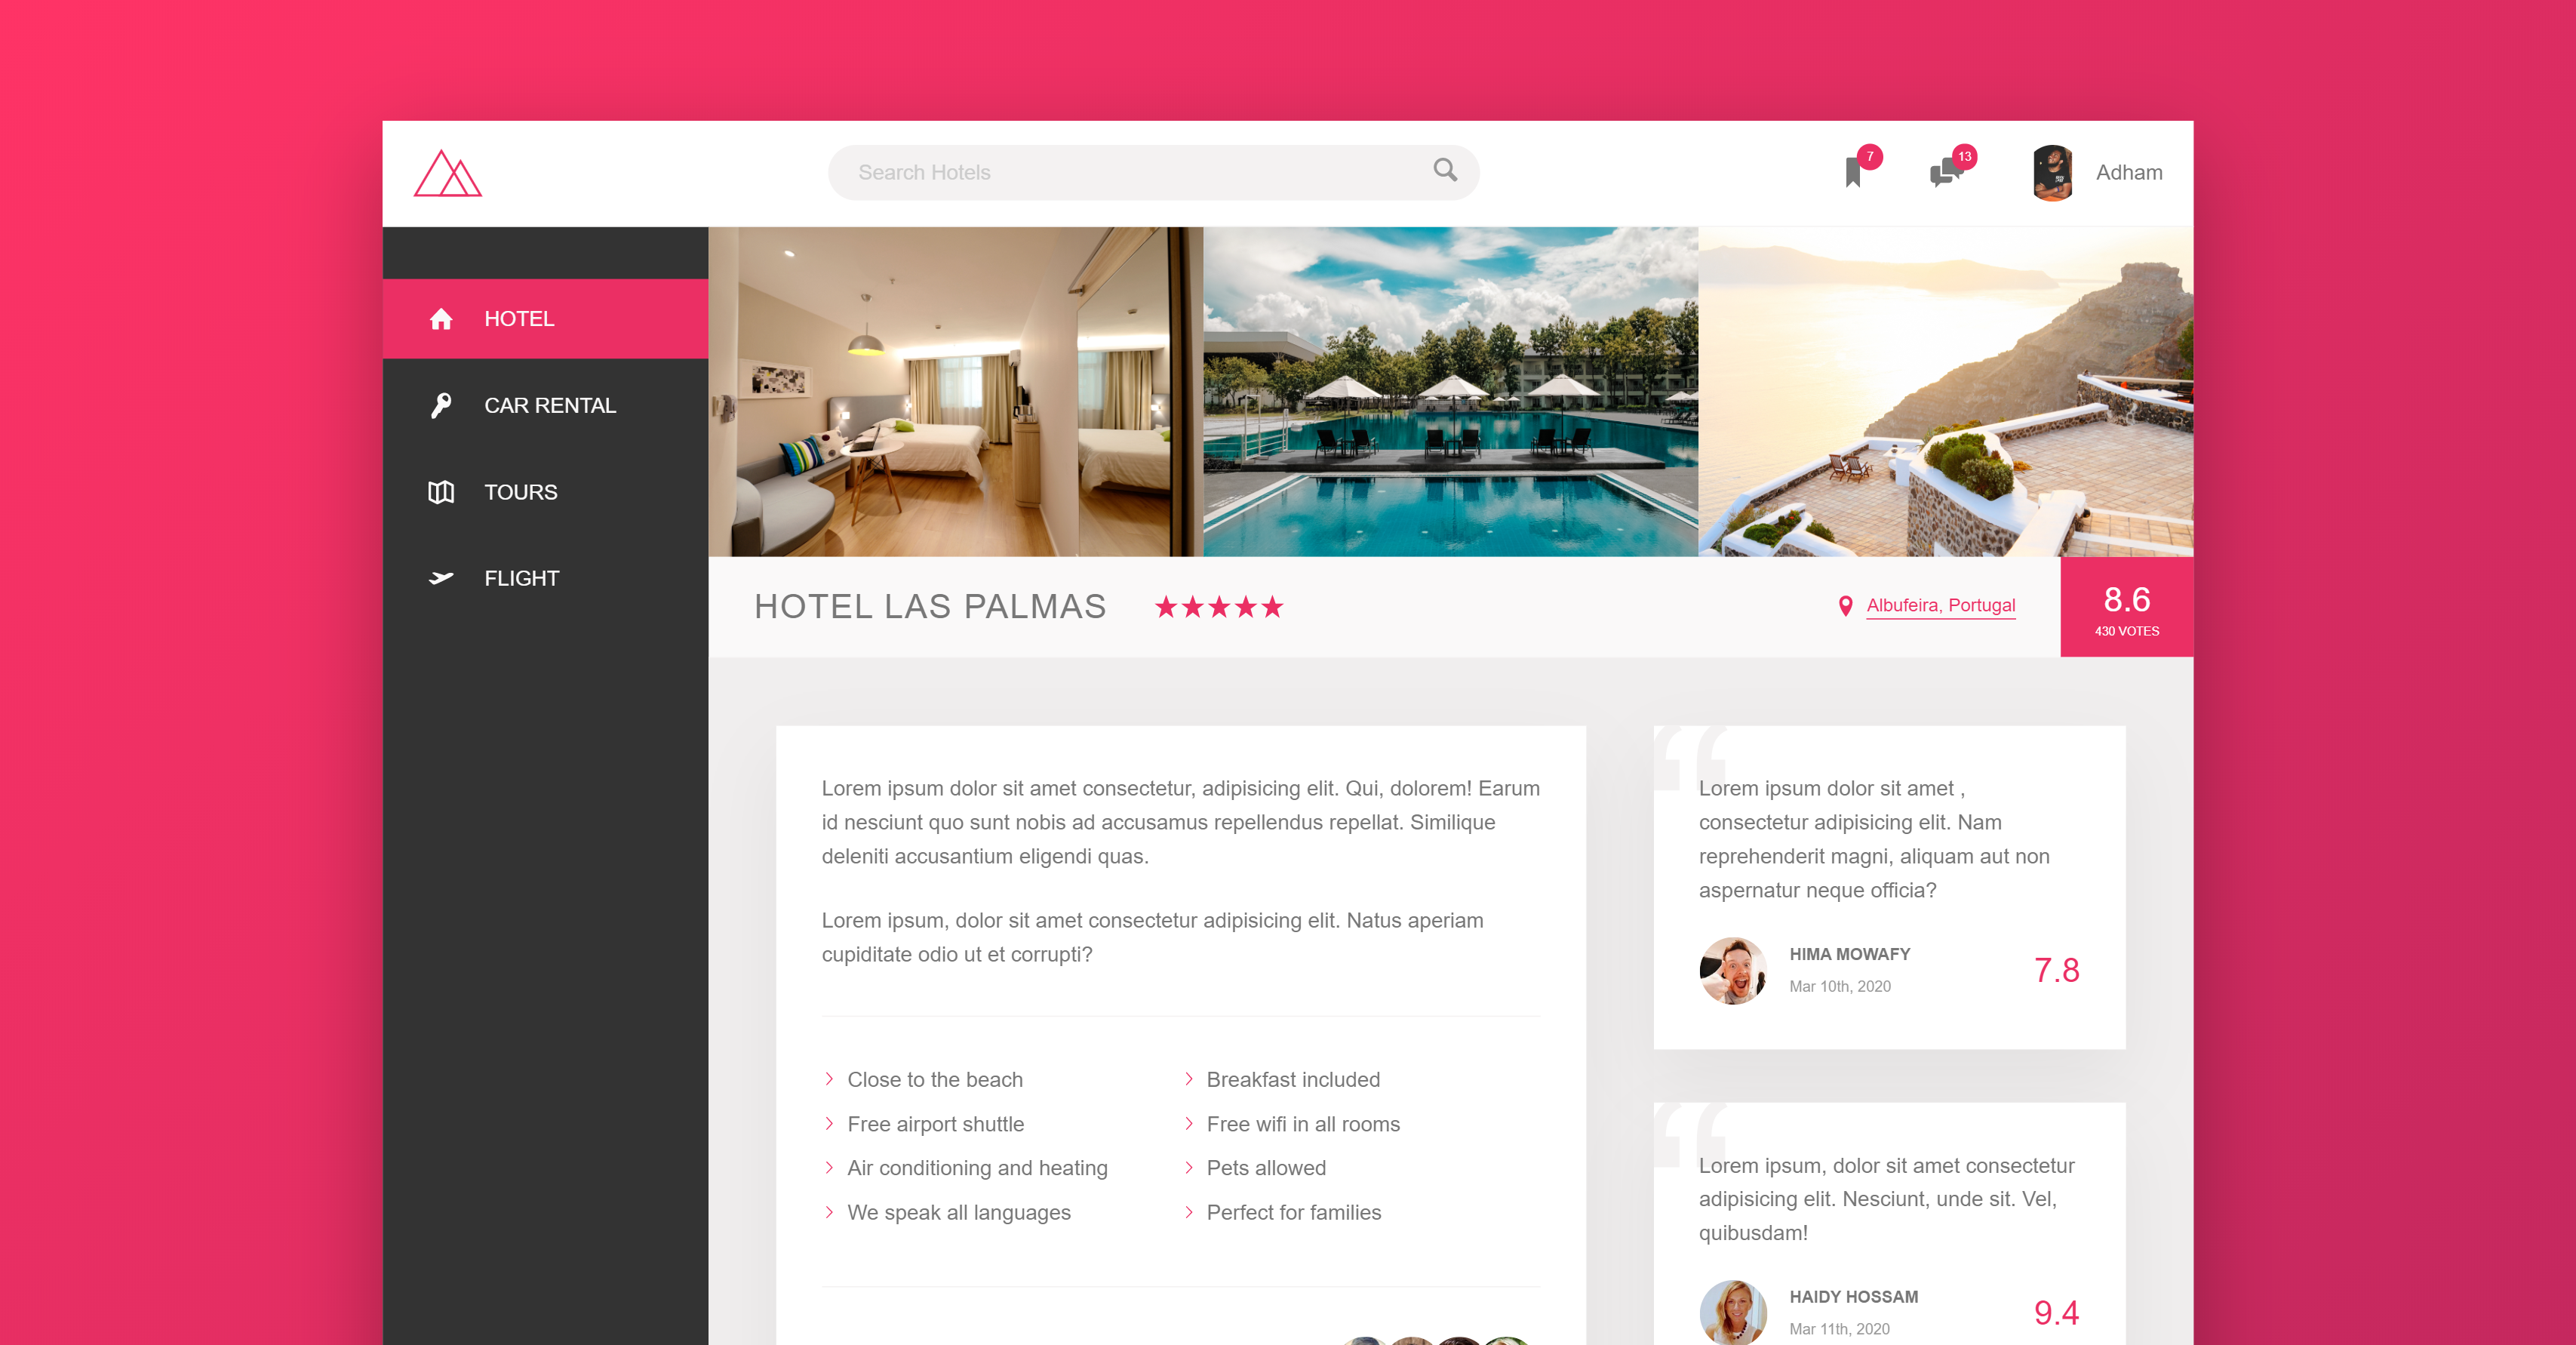 Search Hotels
7
13
Adham
HOTEL
CAR RENTAL
TOURS
FLIGHT
HOTEL LAS PALMAS
Albufeira, Portugal
8.6
430 VOTES
Lorem ipsum dolor sit amet consectetur, adipisicing elit. Qui, dolorem! Earum
id nesciunt quo sunt nobis ad accusamus repellendus repellat. Similique
deleniti accusantium eligendi quas.
Lorem ipsum, dolor sit amet consectetur adipisicing elit. Natus aperiam
cupiditate odio ut et corrupti?
Close to the beach
Breakfast included
Free airport shuttle
Free wifi in all rooms
Air conditioning and heating
Pets allowed
We speak all languages
Perfect for families
“
Lorem ipsum dolor sit amet ,
consectetur adipisicing elit. Nam
reprehenderit magni, aliquam aut non
aspernatur neque officia?
HIMA MOWAFY
Mar 10th, 2020
7.8
“
Lorem ipsum, dolor sit amet consectetur
adipisicing elit. Nesciunt, unde sit. Vel,
quibusdam!
HAIDY HOSSAM
Mar 11th, 2020
9.4